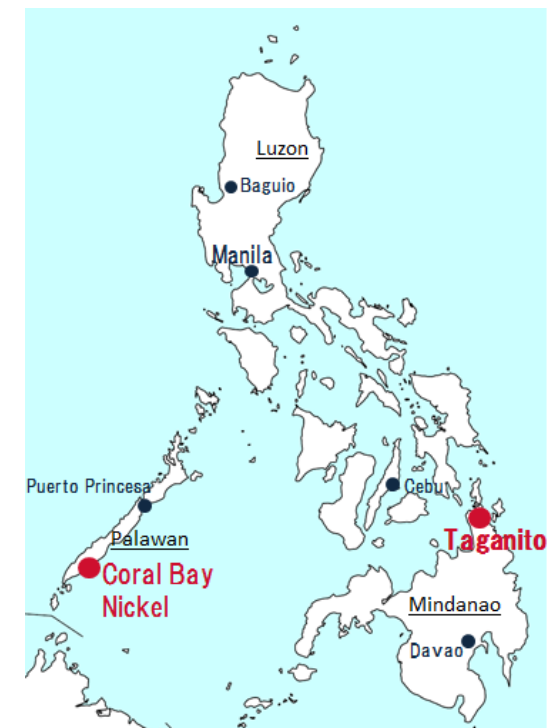 Luzon
Baguio
Manila
Puerto Princesa
Cebu
Taganito
Palawan
Coral Bay
Nickel
Mindanao
Davao